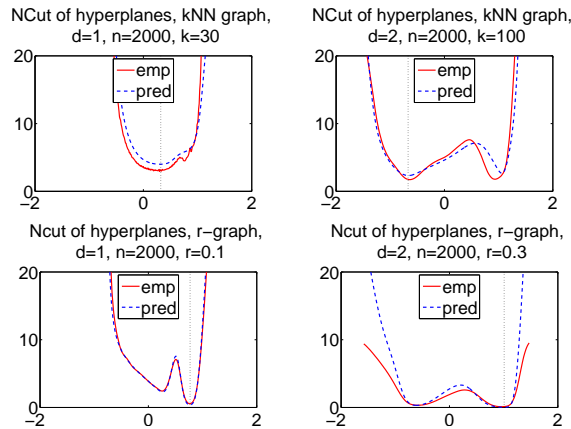 NCut of hyperplanes, kNN graph,
d=1, n=2000, k=30
20
10
0
−2
0
2
emp
pred
NCut of hyperplanes, kNN graph,
d=2, n=2000, k=100
20
10
0
−2
0
2
emp
pred
Ncut of hyperplanes, r−graph,
d=1, n=2000, r=0.1
20
10
0
−2
0
2
emp
pred
Ncut of hyperplanes, r−graph,
d=2, n=2000, r=0.3
20
10
0
−2
0
2
emp
pred